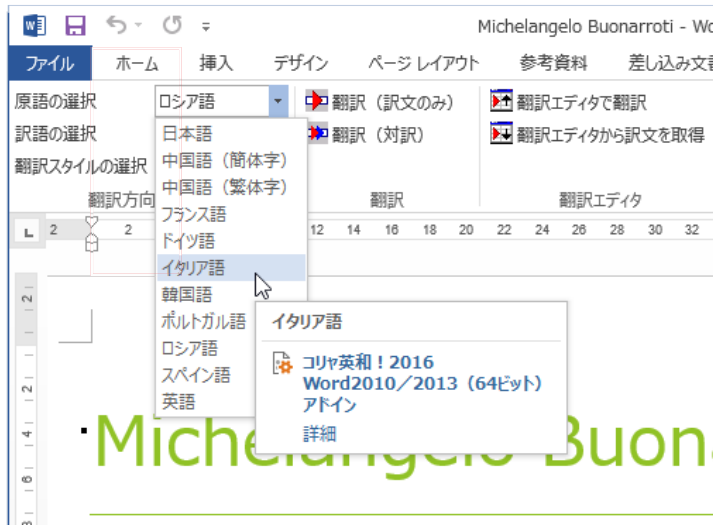 Michelangelo Buonarroti - Wo
ファイル ホーム 挿入 デザイン ページ レイアウト 参考資料 差し込み文書
原語の選択 ロシア語 翻訳（訳文のみ） 翻訳エディタで翻訳
訳語の選択 翻訳（対訳） 翻訳エディタから訳文を取得
翻訳スタイルの選択
翻訳方向 翻訳 翻訳エディタ
日本語
中国語（簡体字）
中国語（繁体字）
フランス語
ドイツ語
イタリア語
韓国語
ポルトガル語
ロシア語
スペイン語
英語
2 2 12 14 16 18 20 22 24 26 28 30 32
イタリア語
コリャ英和！2016
Word2010／2013（64ビット）
アドイン
詳細
Michelangelo Buona
2
2
4
6
8